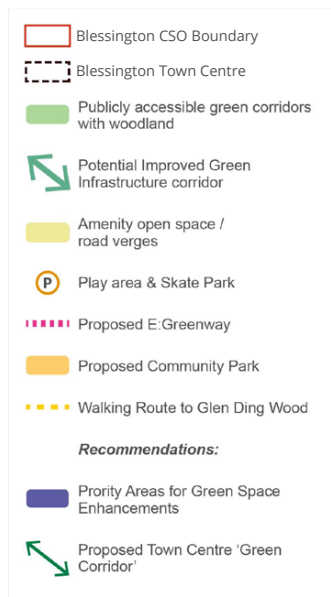 Blessington CSO Boundary
Blessington Town Centre
Publicly accessible green corridors
with woodland
Potential Improved Green
Infrastructure corridor
Amenity open space /
road verges
P Play area & Skate Park
Proposed E:Greenway
Proposed Community Park
Walking Route to Glen Ding Wood
Recommendations:
Prority Areas for Green Space
Enhancements
Proposed Town Centre ‘Green
Corridor’